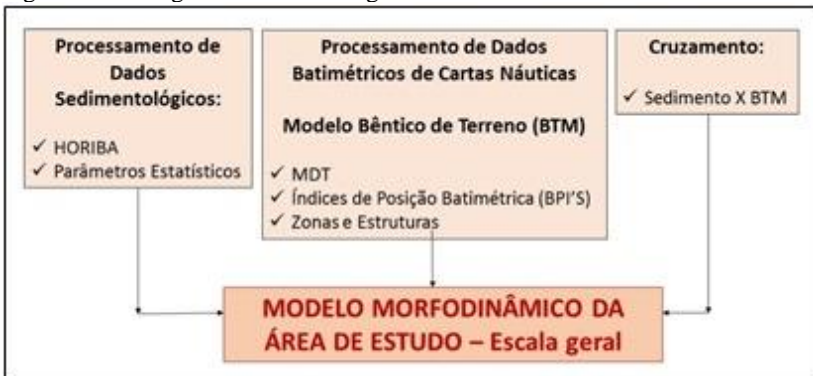 Processamento de
Dados
Sedimentológicos:
✓ HORIBA
✓ Parâmetros Estatísticos
Processamento de Dados
Batimétricos de Cartas Náuticas
Modelo Bêntico de Terreno (BTM)
✓ MDT
✓ Índices de Posição Batimétrica (BPI'S)
✓ Zonas e Estruturas
Cruzamento:
✓ Sedimento X BTM
MODELO MORFODINÂMICO DA
ÁREA DE ESTUDO – Escala geral